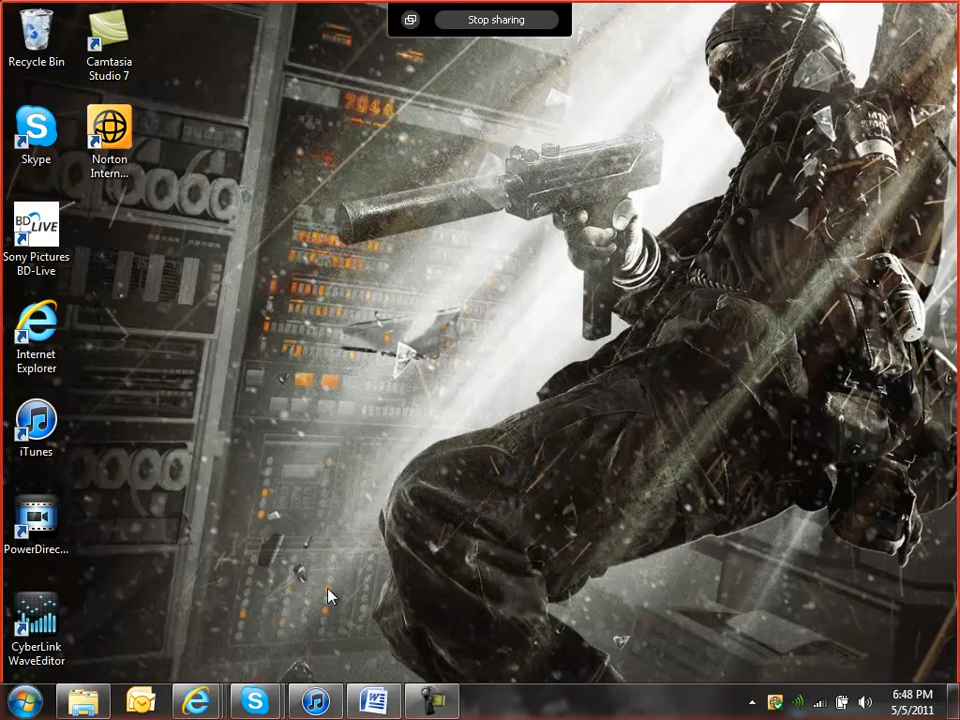 Stop sharing
Recycle Bin
Camtasia
Studio 7
Skype
Norton
Intern...
BD LIVE
Sony Pictures
BD-Live
Internet
Explorer
iTunes
PowerDirec...
CyberLink
WaveEditor
6:48 PM
5/5/2011